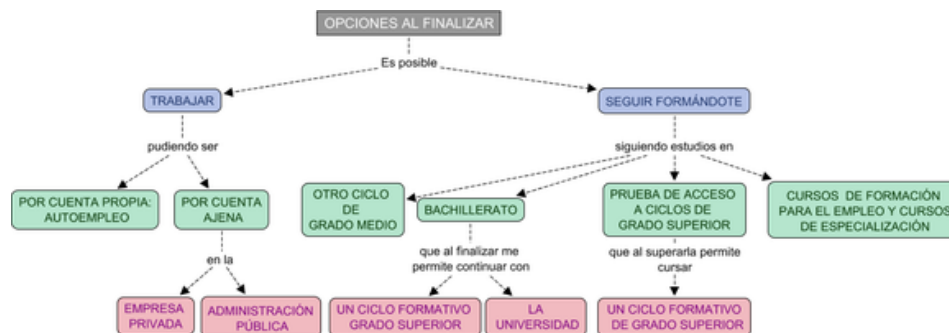 OPCIONES AL FINALIZAR
Es posible
TRABAJAR
SEGUIR FORMÁNDOTE
pudiendo ser
siguiendo estudios en
POR CUENTA PROPIA:
AUTOEMPLEO
POR CUENTA
AJENA
OTRO CICLO
DE
GRADO MEDIO
BACHILLERATO
PRUEBA DE ACCESO
A CICLOS DE
GRADO SUPERIOR
CURSOS DE FORMACIÓN
PARA EL EMPLEO Y CURSOS
DE ESPECIALIZACIÓN
en la
que al finalizar me
permite continuar con
que al superarla permite
cursar
EMPRESA
PRIVADA
ADMINISTRACIÓN
PÚBLICA
UN CICLO FORMATIVO
GRADO SUPERIOR
LA
UNIVERSIDAD
UN CICLO FORMATIVO
DE GRADO SUPERIOR